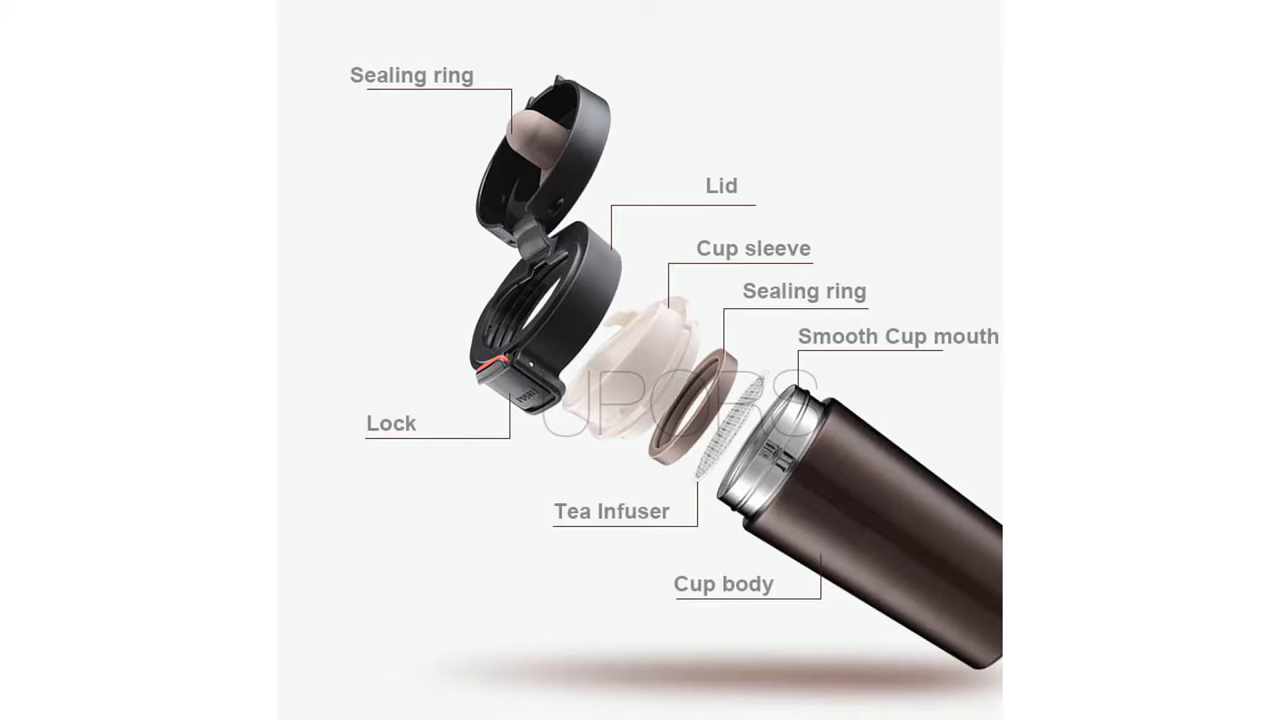 Sealing ring
Lid
Cup sleeve
Sealing ring
Smooth Cup mouth
Lock
Tea Infuser
Cup body